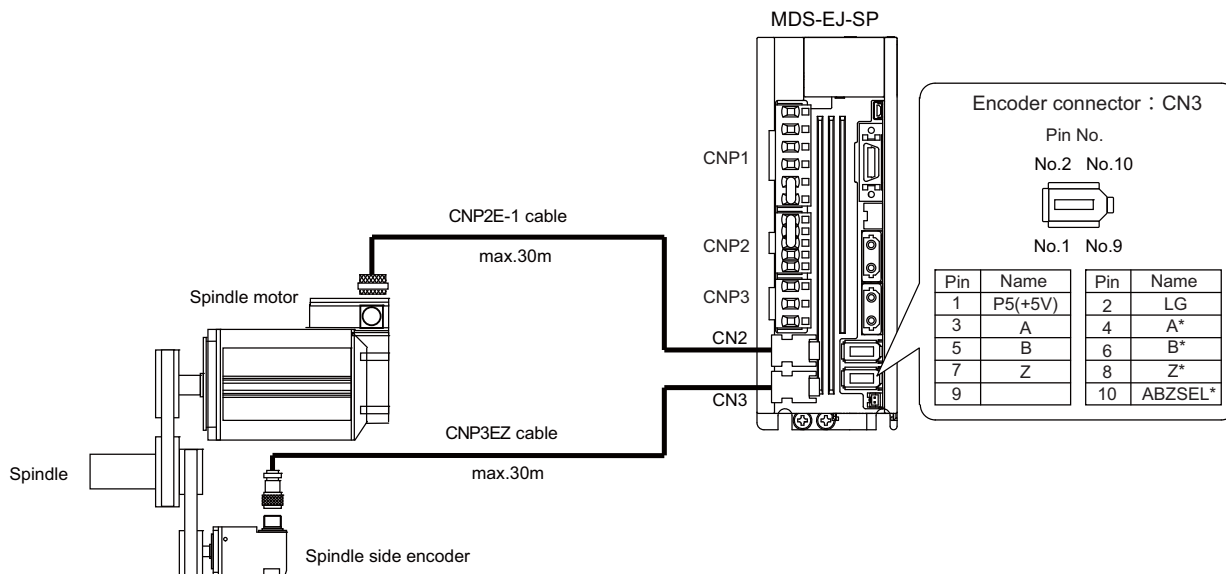 MDS-EJ-SP
Encoder connector：CN3
Pin No.
No.2 No.10
No.1 No.9
CNP1
CNP2
CNP3
CN2
CN3
CNP2E-1 cable
max.30m
Spindle motor
CNP3EZ cable
max.30m
Spindle
Spindle side encoder
Pin Name Pin Name
1 P5(+5V) 2 LG
3 A 4 A*
5 B 6 B*
7 Z 8 Z*
9 10 ABZSEL*